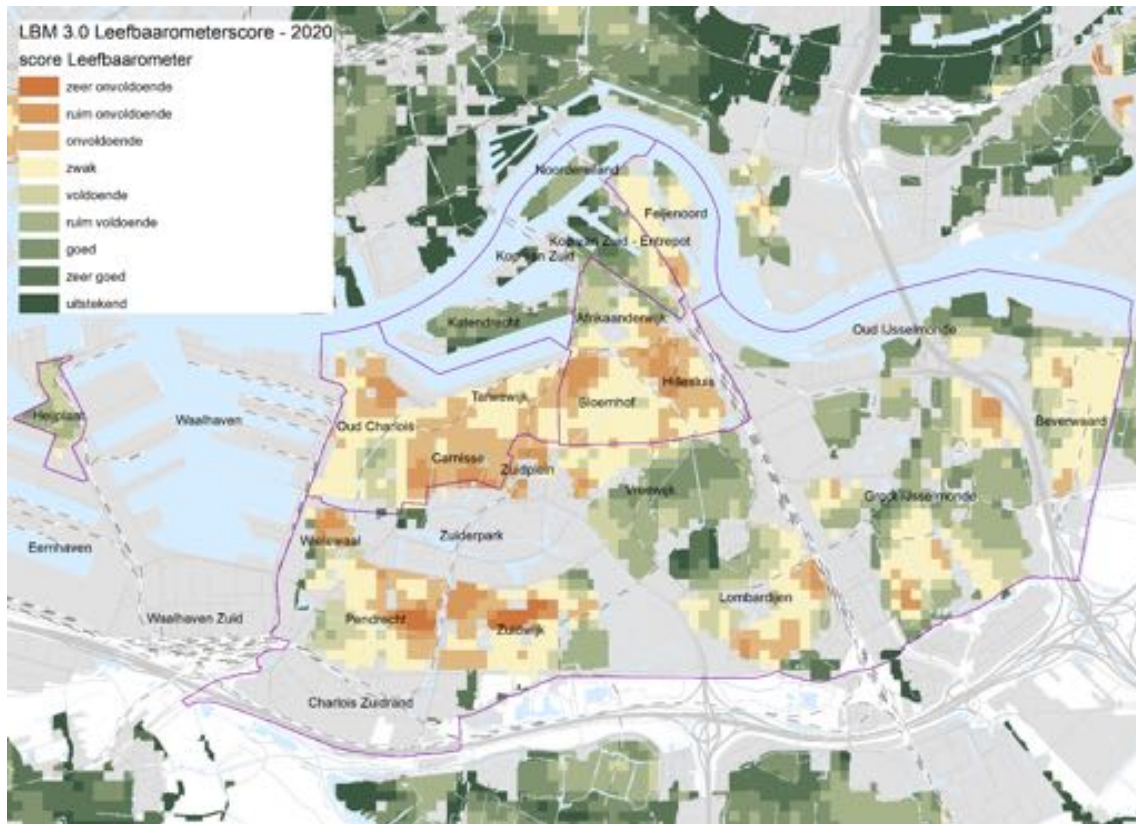 LBM 3.0 Leefbaarometerscore - 2020
score Leefbaarometer
zeer onvoldoende
ruim onvoldoende
onvoldoende
zwak
voldoende
ruim voldoende
goed
zeer goed
uitstekend
Noordereiland
Feijenoord
Kop van Zuid - Entrepot
Kop van Zuid
Katendrecht
Afrikaanderwijk
Oud IJsselmonde
Heijplaat
Waalhaven
Tarwewijk
Hillesluis
Bloemhof
Oud Charlois
Beverwaard
Carnisse
Zuidplein
Vreewijk
Groot IJsselmonde
Eemhaven
Wielewaal
Zuiderpark
Lombardijen
Waalhaven Zuid
Pendrecht
Zuidwijk
Charlois Zuidrand